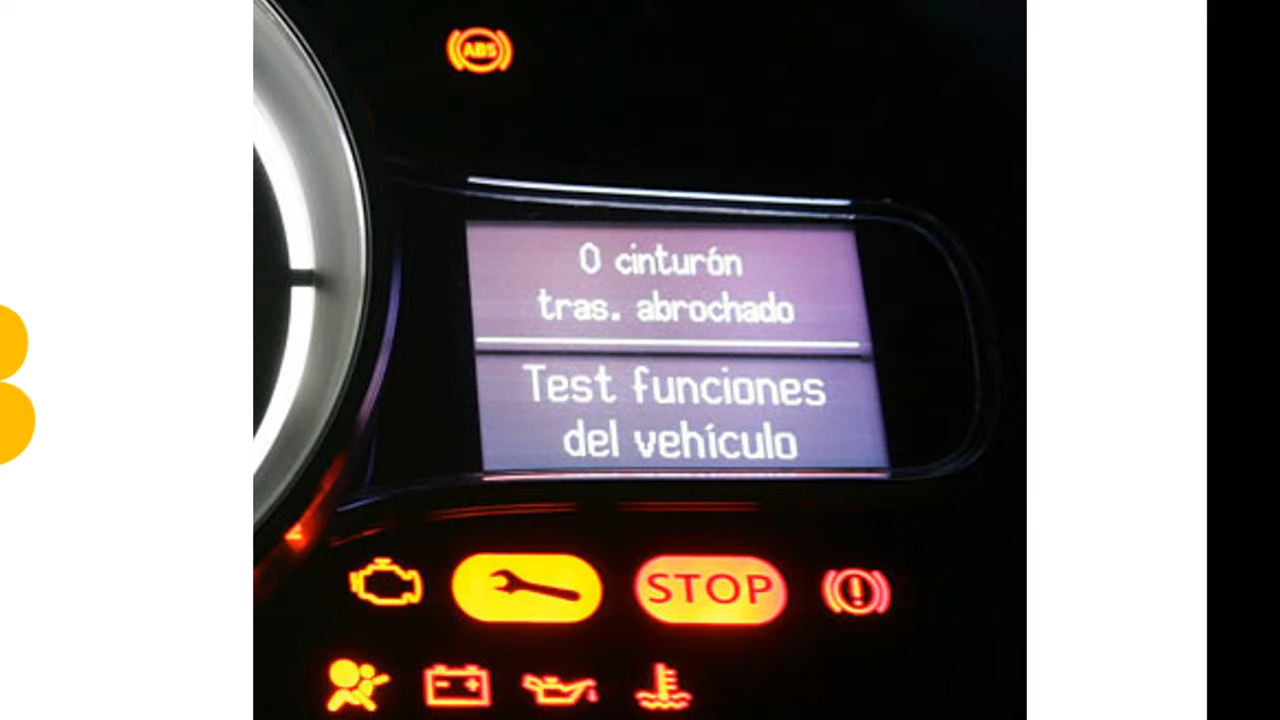 ABS
0 cinturón
tras. abrochado
Test funciones
del vehículo
STOP